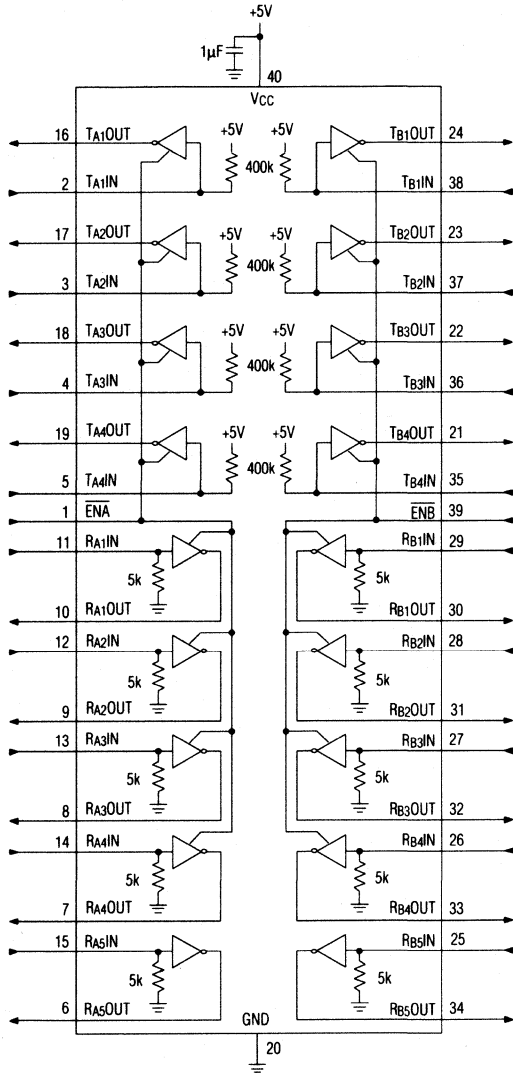 +5V
1µF
40
VCC
16 TA1OUT +5V +5V TB1OUT 24
400k
2 TA1IN TB1IN 38
17 TA2OUT +5V +5V TB2OUT 23
400k
3 TA2IN TB2IN 37
18 TA3OUT +5V +5V TB3OUT 22
400k
4 TA3IN TB3IN 36
19 TA4OUT +5V +5V TB4OUT 21
400k
5 TA4IN TB4IN 35
1 ENA ENB 39
11 RA1IN RB1IN 29
5k 5k
10 RA1OUT RB1OUT 30
12 RA2IN RB2IN 28
5k 5k
9 RA2OUT RB2OUT 31
13 RA3IN RB3IN 27
5k 5k
8 RA3OUT RB3OUT 32
14 RA4IN RB4IN 26
5k 5k
7 RA4OUT RB4OUT 33
15 RA5IN RB5IN 25
5k 5k
6 RA5OUT GND RB5OUT 34
20